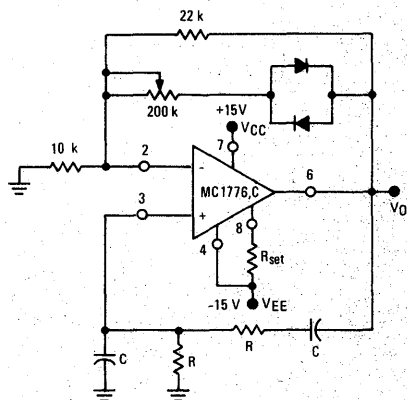 22 k
200 k
+15V
VCC
7
10 k
2
-
MC1776,C
6
VO
3
+
8
4
Rset
-15 V
VEE
R
C
C
R